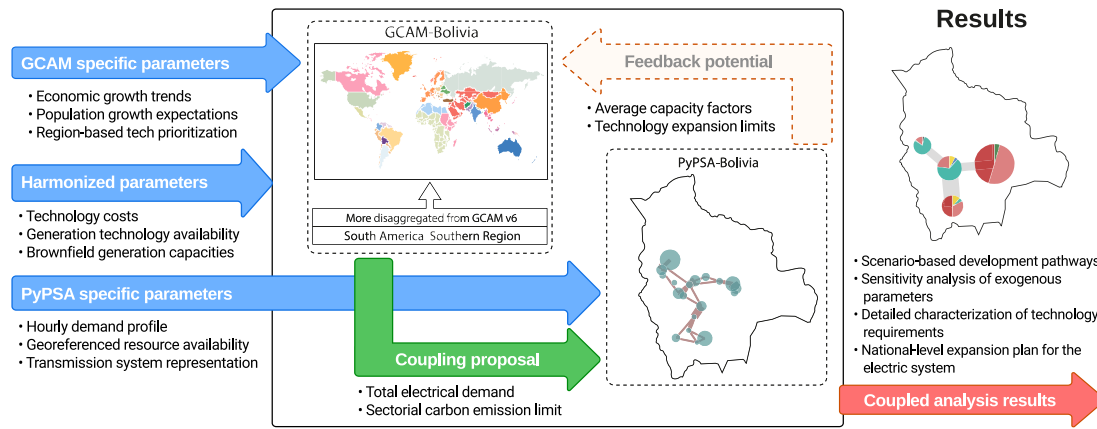 GCAM specific parameters
• Economic growth trends
• Population growth expectations
• Region-based tech prioritization
Harmonized parameters
• Technology costs
• Generation technology availability
• Brownfield generation capacities
PyPSA specific parameters
• Hourly demand profile
• Georeferenced resource availability
• Transmission system representation
GCAM-Bolivia
More disaggregated from GCAM v6
South America Southern Region
Feedback potential
• Average capacity factors
• Technology expansion limits
PyPSA-Bolivia
Coupling proposal
• Total electrical demand
• Sectorial carbon emission limit
Results
• Scenario-based development pathways
• Sensitivity analysis of exogenous
parameters
• Detailed characterization of technology
requirements
• National-level expansion plan for the
electric system
Coupled analysis results